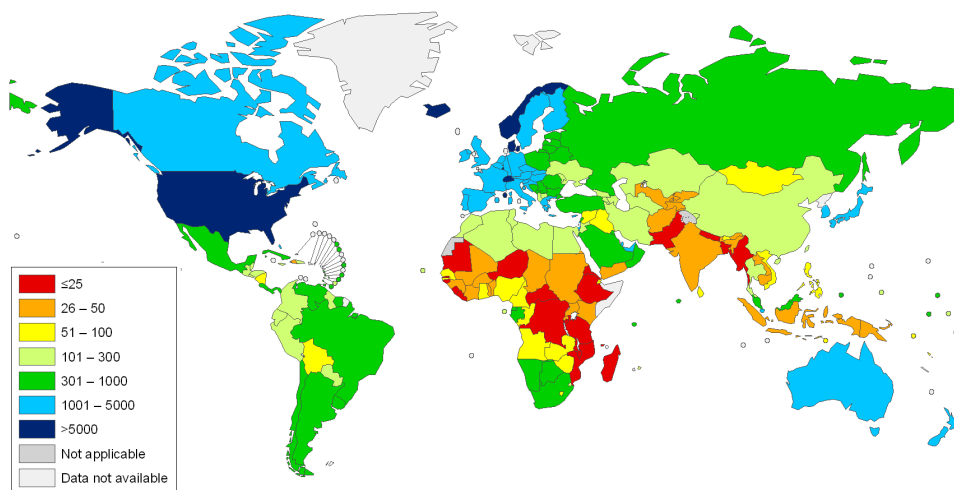 ≤25
26 – 50
51 – 100
101 – 300
301 – 1000
1001 – 5000
>5000
Not applicable
Data not available